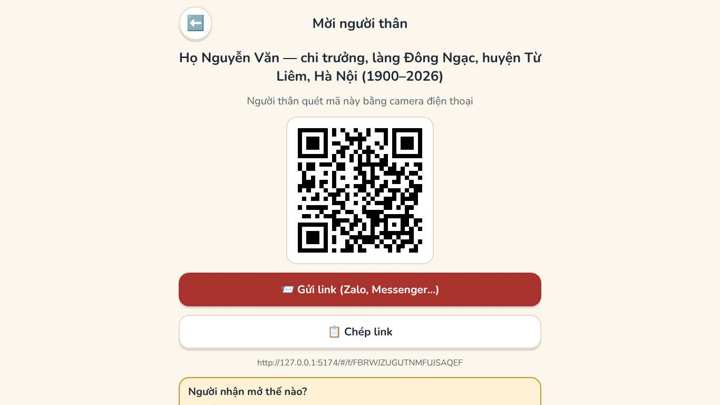 Mời người thân
Họ Nguyễn Văn — chi trưởng, làng Đông Ngạc, huyện Từ
Liêm, Hà Nội (1900–2026)
Người thân quét mã này bằng camera điện thoại
📨 Gửi link (Zalo, Messenger...)
📋 Chép link
http://127.0.0.1:5174/#/f/FBRWJZUGUTNMFUJSAQEF
Người nhận mở thế nào?